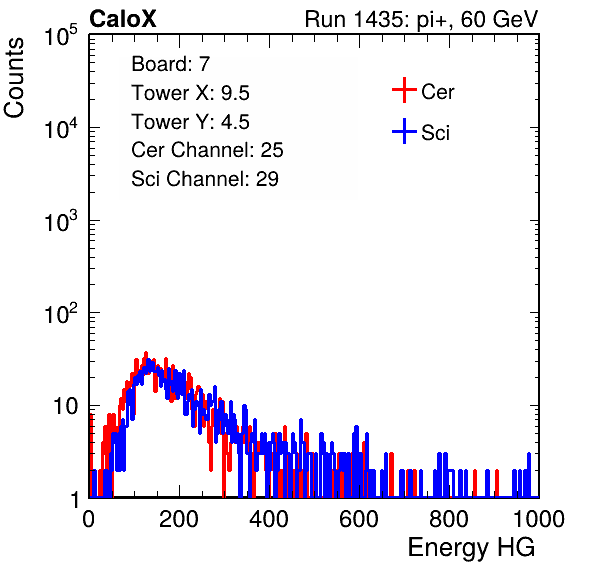 CaloX Run 1435: pi+, 60 GeV
Counts
Board: 7
Tower X: 9.5
Tower Y: 4.5
Cer Channel: 25
Sci Channel: 29
Cer
Sci
10^5
10^4
10^3
10^2
10
1
0 200 400 600 800 1000
Energy HG